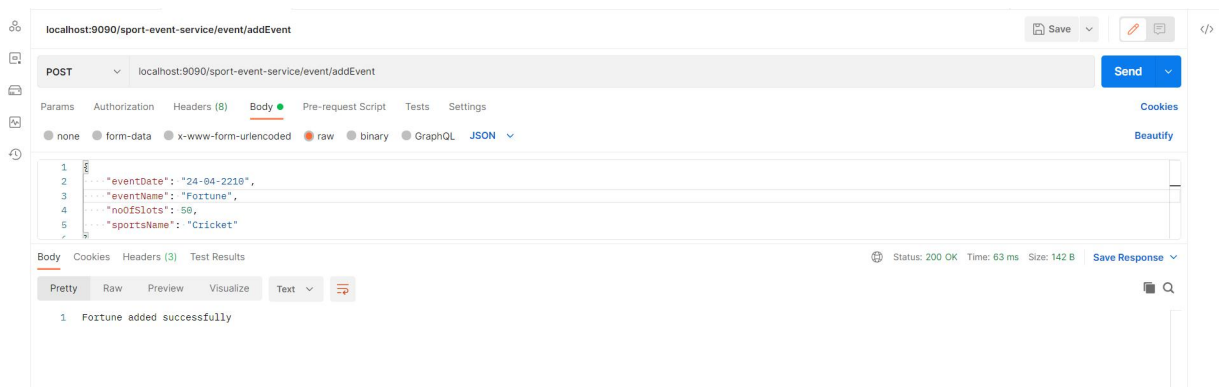 localhost:9090/sport-event-service/event/addEvent
Save
</>
POST localhost:9090/sport-event-service/event/addEvent Send
Params Authorization Headers (8) Body Pre-request Script Tests Settings Cookies
none form-data x-www-form-urlencoded raw binary GraphQL JSON Beautify
1 {
2 "eventDate": "24-04-2210",
3 "eventName": "Fortune",
4 "noOfSlots": 50,
5 "sportsName": "Cricket"
Body Cookies Headers (3) Test Results Status: 200 OK Time: 63 ms Size: 142 B Save Response
Pretty Raw Preview Visualize Text
1 Fortune added successfully